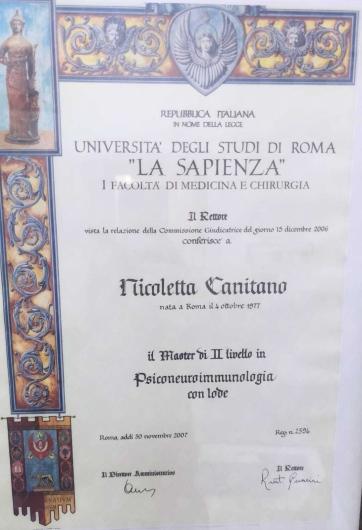 REPUBBLICA ITALIANA
IN NOME DELLA LEGGE
UNIVERSITA' DEGLI STUDI DI ROMA
"LA SAPIENZA"
I FACOLTA' DI MEDICINA E CHIRURGIA
Il Rettore
vista la relazione della Commissione Giudicatrice del giorno 15 dicembre 2006
conferisce a
Nicoletta Canitano
nata a Roma il 4 ottobre 1977
il Master di II livello in
Psiconeuroimmunologia
con lode
Roma, addì 30 novembre 2007
Reg. n. 2596
Il Direttore Amministrativo
Il Rettore